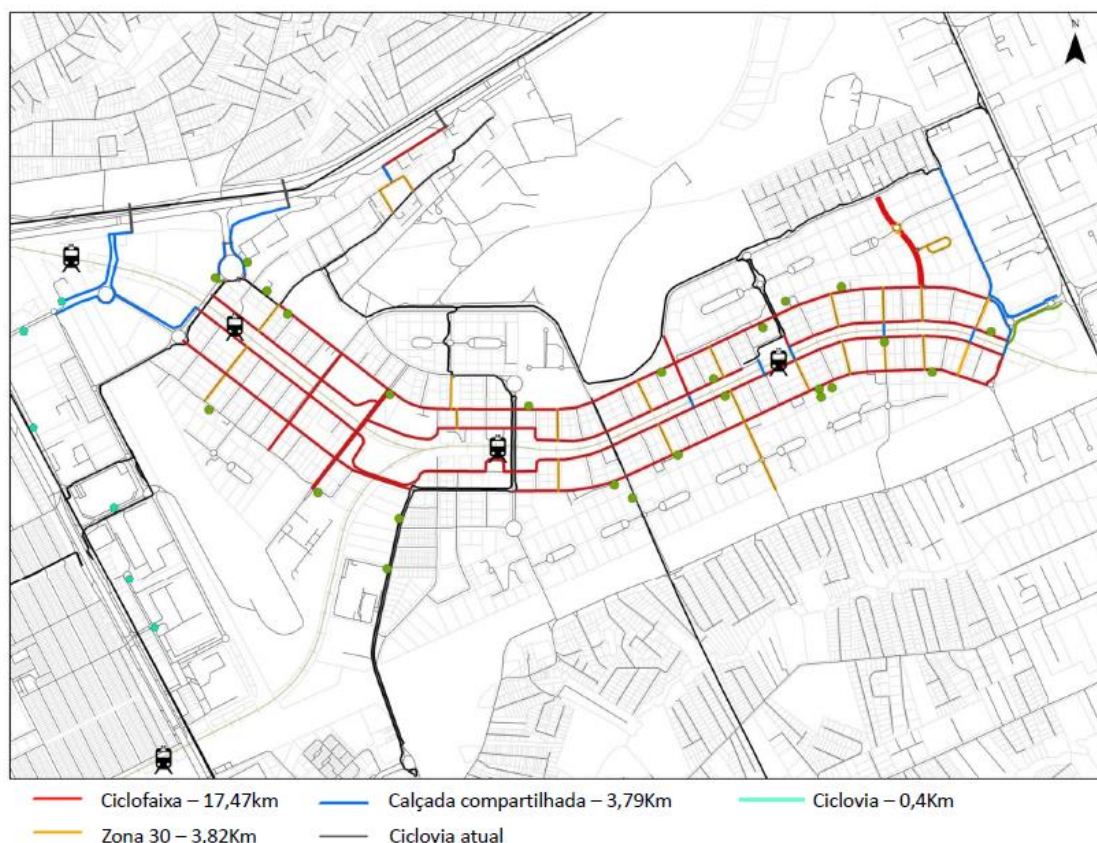 N
Ciclofaixa – 17,47km Calçada compartilhada – 3,79Km Ciclovia – 0,4Km
Zona 30 – 3,82Km Ciclovia atual